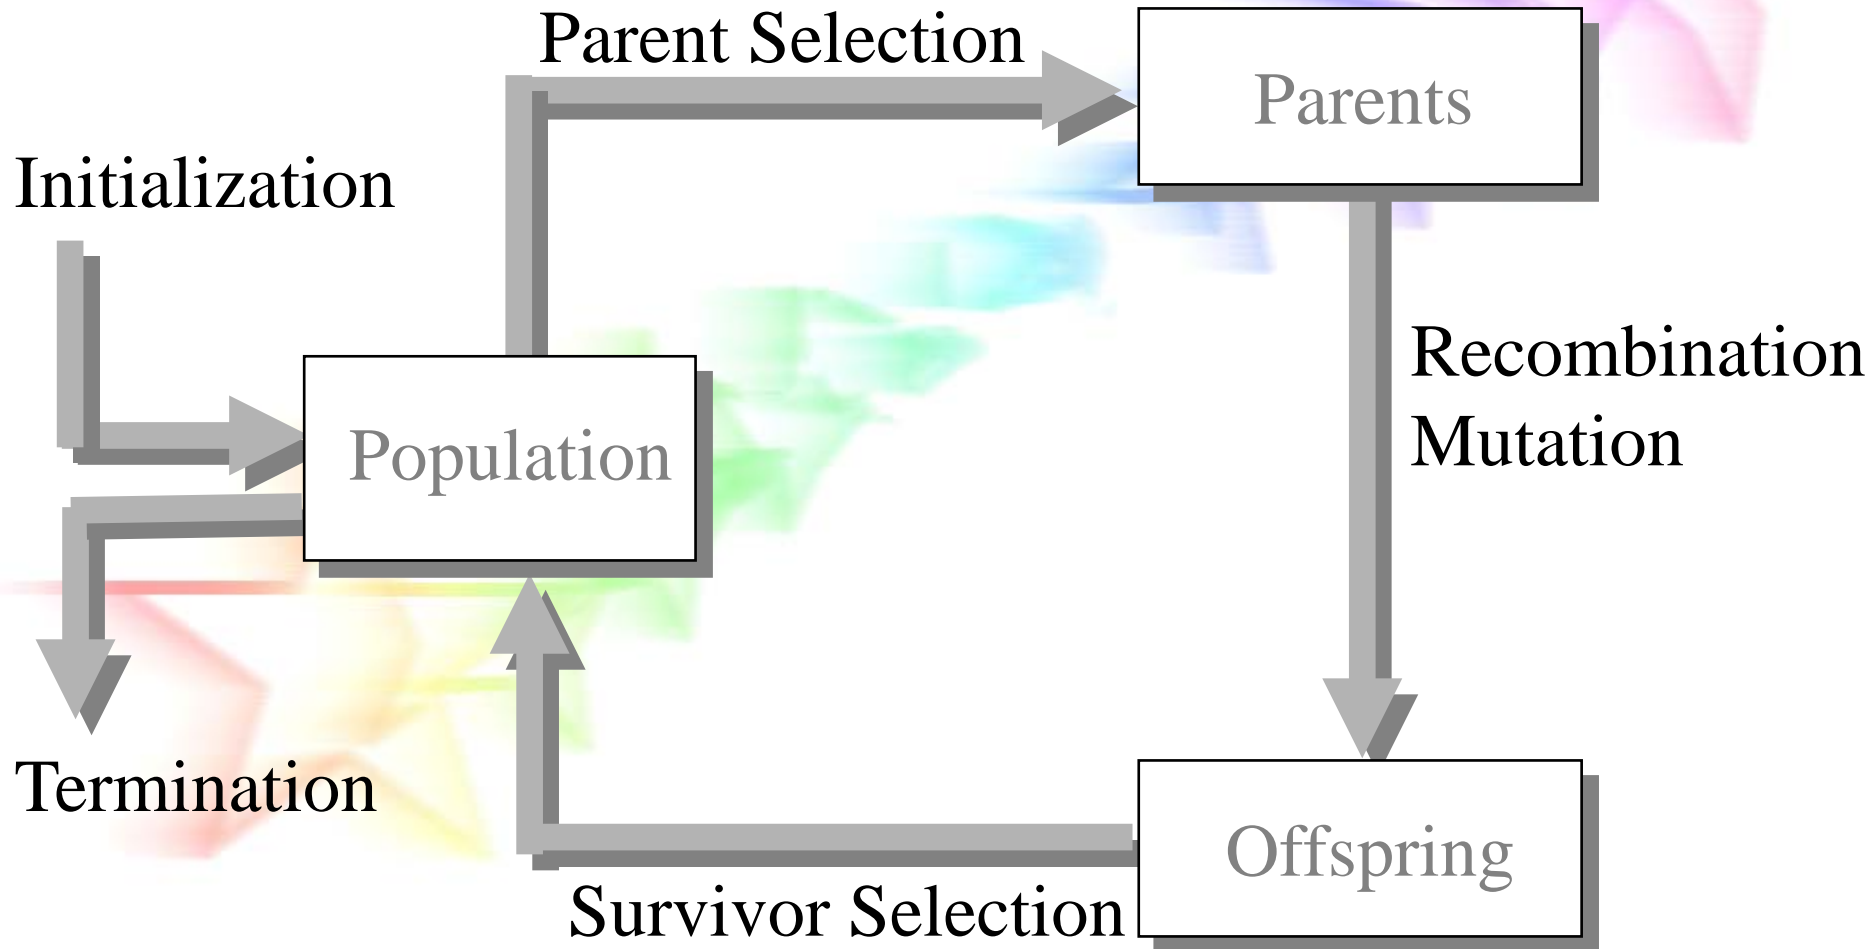 Parent Selection
Parents
Initialization
Recombination
Mutation
Population
Termination
Offspring
Survivor Selection